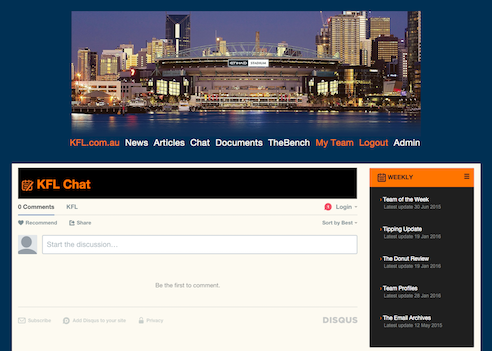 ETIHAD STADIUM
KFL.com.au News Articles Chat Documents TheBench My Team Logout Admin
KFL Chat
0 Comments KFL 1 Login
Recommend Share Sort by Best
Start the discussion...
Be the first to comment.
Subscribe Add Disqus to your site Privacy DISQUS
WEEKLY
Team of the Week
Latest update 30 Jun 2015
Tipping Update
Latest update 19 Jan 2016
The Donut Review
Latest update 19 Jan 2016
Team Profiles
Latest update 28 Jan 2016
The Email Archives
Latest update 12 May 2015